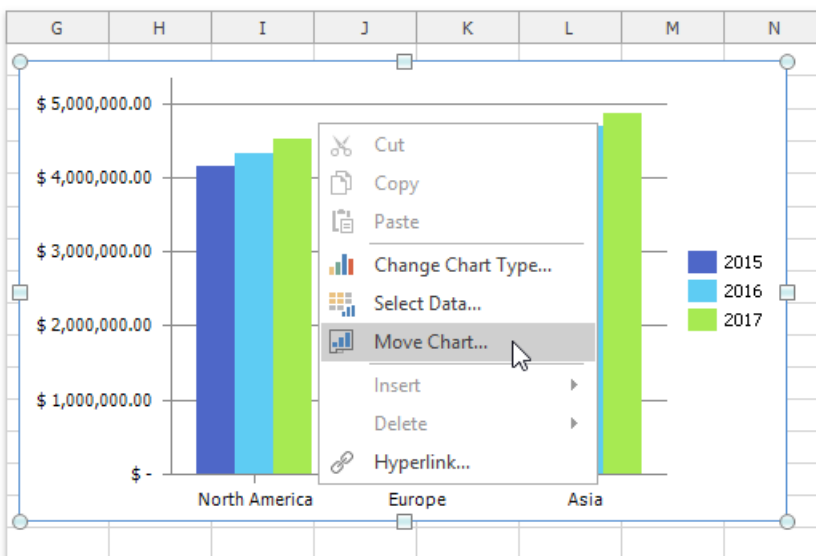 G H I J K L M N
$ 5,000,000.00
$ 4,000,000.00
$ 3,000,000.00
$ 2,000,000.00
$ 1,000,000.00
$ -
North America Europe Asia
Cut
Copy
Paste
Change Chart Type...
Select Data...
Move Chart...
Insert
Delete
Hyperlink...
2015
2016
2017